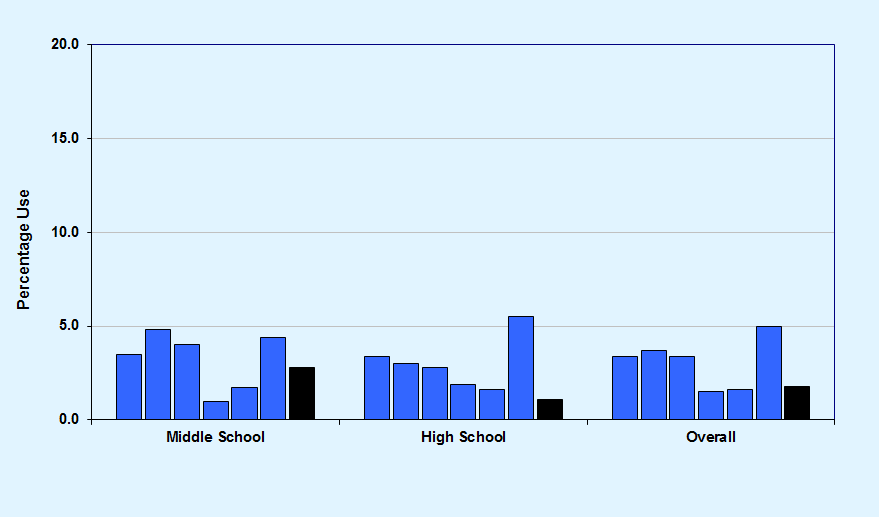 20.0
15.0
10.0
5.0
0.0
Percentage Use
Middle School
High School
Overall